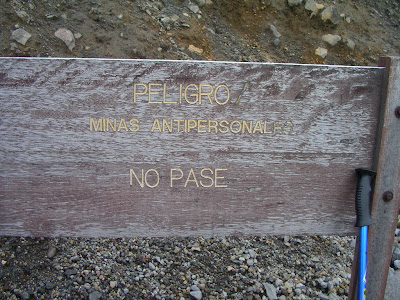 PELIGRO
MINAS ANTIPERSONALES
NO PASE